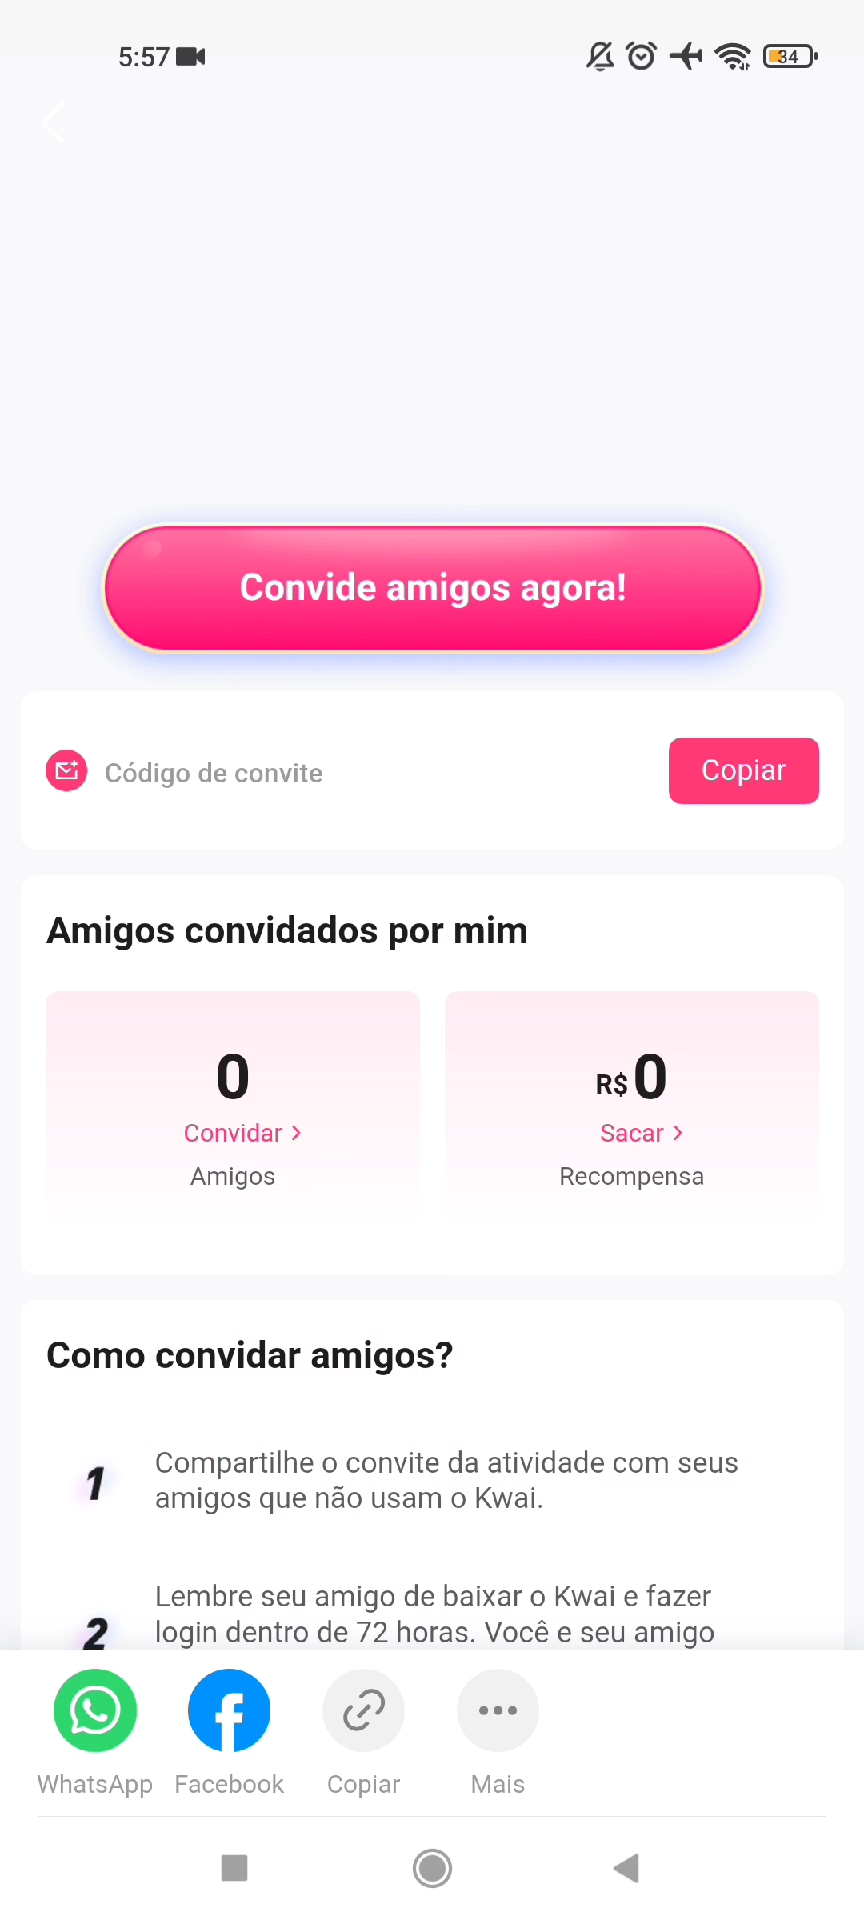 5:57
34
Convide amigos agora!
Código de convite
Copiar
Amigos convidados por mim
0
Convidar >
Amigos
R$ 0
Sacar >
Recompensa
Como convidar amigos?
1
Compartilhe o convite da atividade com seus
amigos que não usam o Kwai.
2
Lembre seu amigo de baixar o Kwai e fazer
login dentro de 72 horas. Você e seu amigo
WhatsApp
Facebook
Copiar
Mais